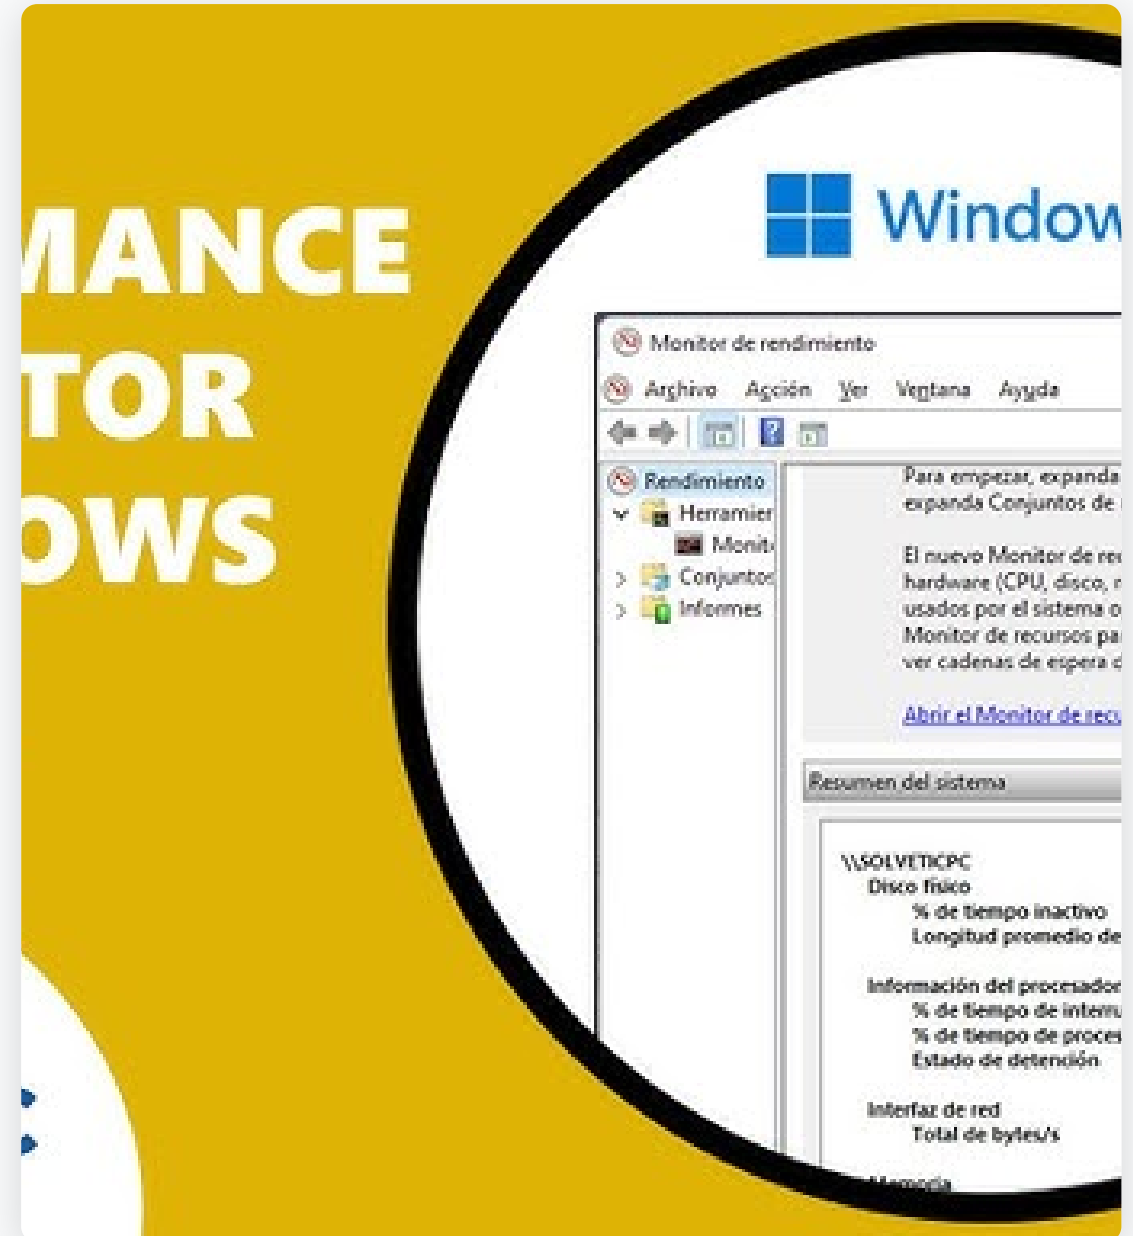 MANCE
TOR
OWS
Window
Monitor de rendimiento
Archivo Acción Ver Ventana Ayuda
Rendimiento
Herramier
Monit
Conjuntos
Informes
Para empezar, expanda
expanda Conjuntos de
El nuevo Monitor de re
hardware (CPU, disco, r
usados por el sistema o
Monitor de recursos pa
ver cadenas de espera d
Abrir el Monitor de recu
Resumen del sistema
\\SOLVETICPC
Disco físico
% de tiempo inactivo
Longitud promedio de
Información del procesador
% de tiempo de interru
% de tiempo de proces
Estado de detención
Interfaz de red
Total de bytes/s
Memoria